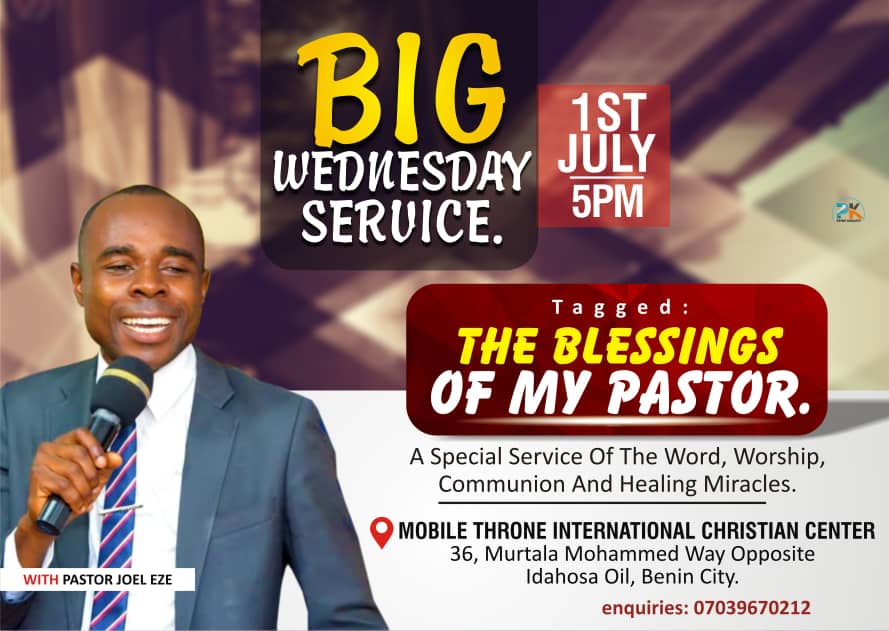 BIG
WEDNESDAY
SERVICE.
1ST
JULY
5PM
Tagged:
THE BLESSINGS
OF MY PASTOR.
A Special Service Of The Word, Worship,
Communion And Healing Miracles.
MOBILE THRONE INTERNATIONAL CHRISTIAN CENTER
36, Murtala Mohammed Way Opposite
Idahosa Oil, Benin City.
enquiries: 07039670212
WITH PASTOR JOEL EZE